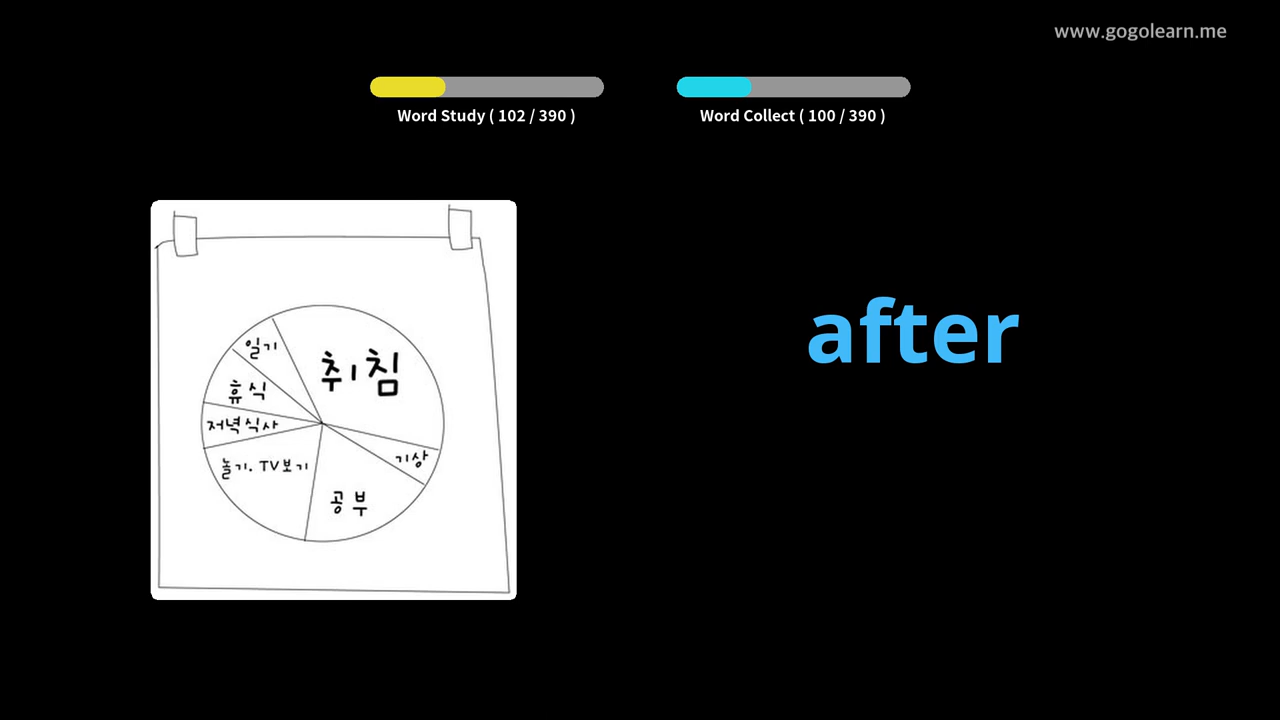 www.gogolearn.me
Word Study ( 102 / 390 )
Word Collect ( 100 / 390 )
after
일기
취침
휴식
저녁식사
놀기. TV보기
기상
공부